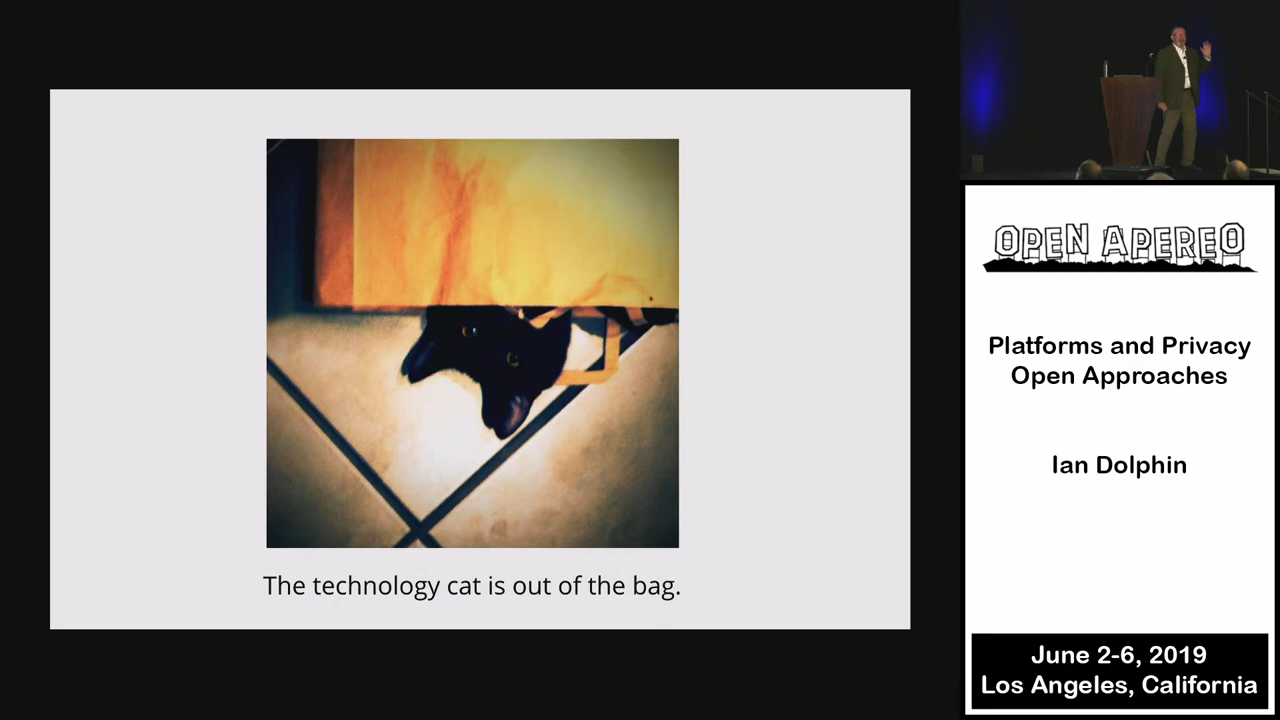 The technology cat is out of the bag.
OPEN APEREO
Platforms and Privacy
Open Approaches
Ian Dolphin
June 2-6, 2019
Los Angeles, California